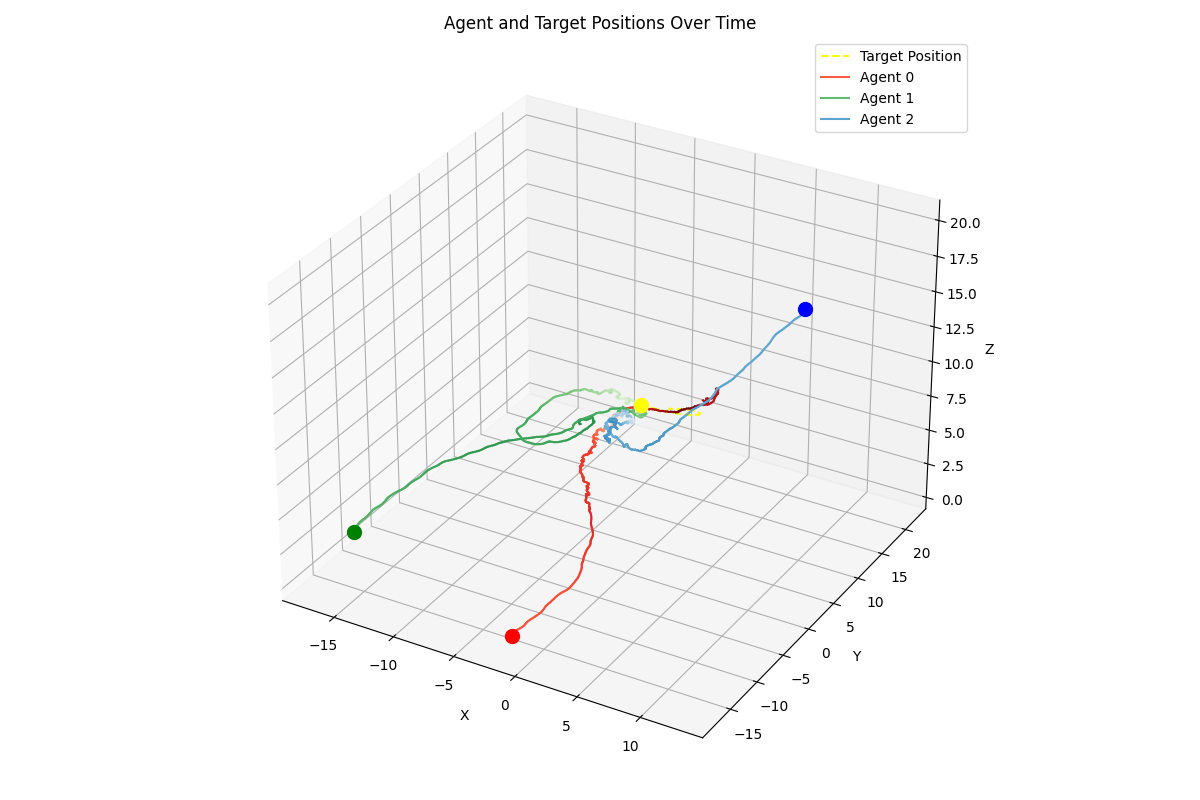 Agent and Target Positions Over Time
Target Position
Agent 0
Agent 1
Agent 2
20.0
17.5
15.0
12.5
10.0
7.5
5.0
2.5
0.0
Z
−15
−10
−5
0
5
10
X
−15
−10
−5
0
5
10
15
20
Y